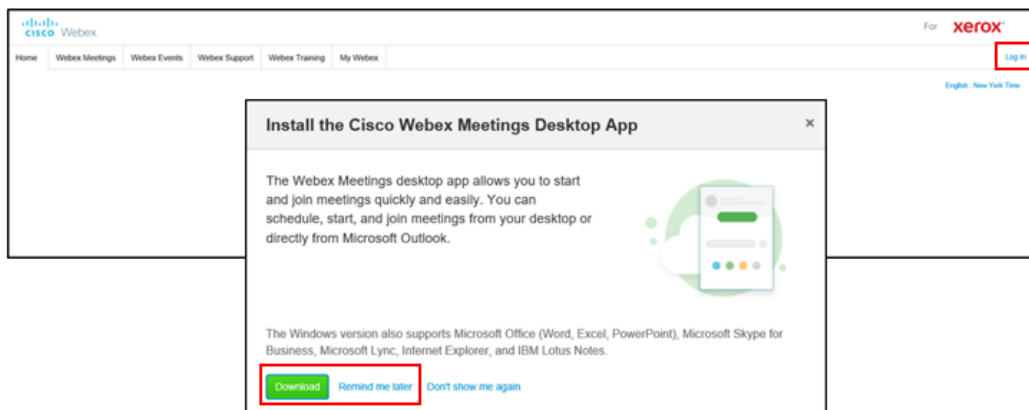 cisco Webex
For xerox™
Home Webex Meetings Webex Events Webex Support Webex Training My Webex Log In
English : New York Time
Install the Cisco Webex Meetings Desktop App ×
The Webex Meetings desktop app allows you to start
and join meetings quickly and easily. You can
schedule, start, and join meetings from your desktop or
directly from Microsoft Outlook.
The Windows version also supports Microsoft Office (Word, Excel, PowerPoint), Microsoft Skype for
Business, Microsoft Lync, Internet Explorer, and IBM Lotus Notes.
Download Remind me later Don't show me again